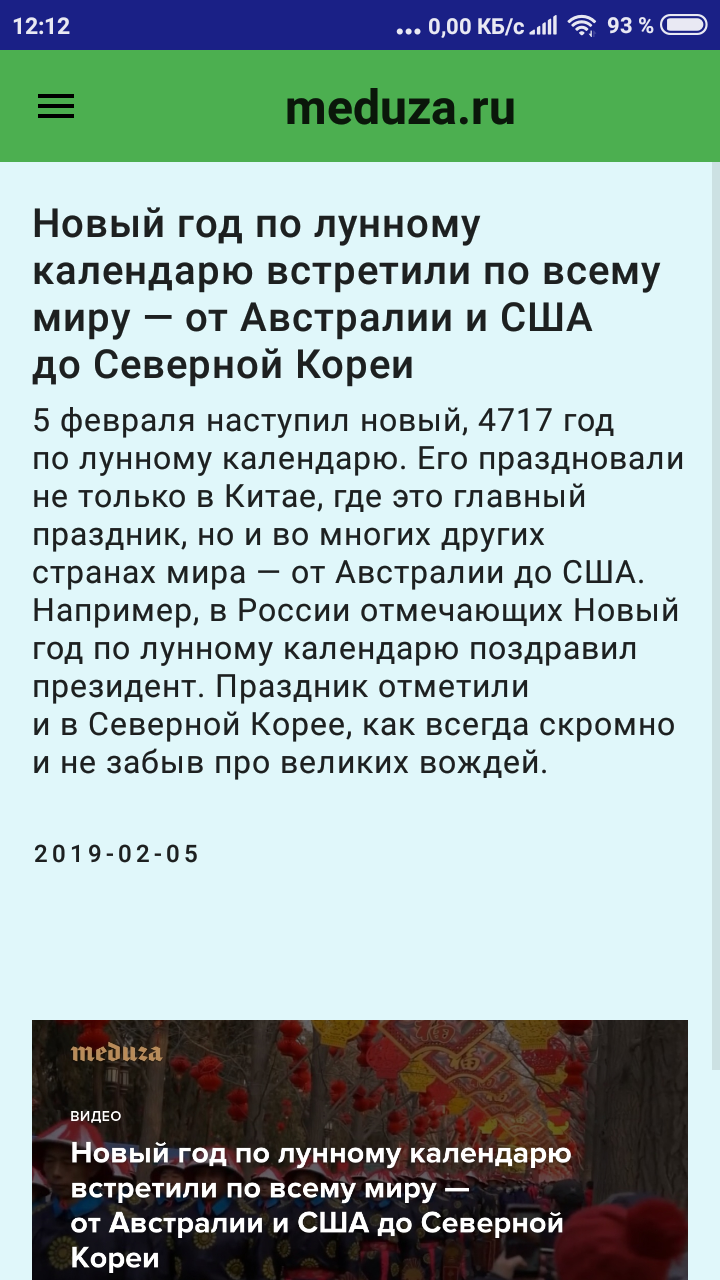 12:12
... 0,00 КБ/с 93 %
meduza.ru
Новый год по лунному
календарю встретили по всему
миру — от Австралии и США
до Северной Кореи
5 февраля наступил новый, 4717 год
по лунному календарю. Его праздновали
не только в Китае, где это главный
праздник, но и во многих других
странах мира — от Австралии до США.
Например, в России отмечающих Новый
год по лунному календарю поздравил
президент. Праздник отметили
и в Северной Корее, как всегда скромно
и не забыв про великих вождей.
2019-02-05
meduza
ВИДЕО
Новый год по лунному календарю
встретили по всему миру —
от Австралии и США до Северной
Кореи